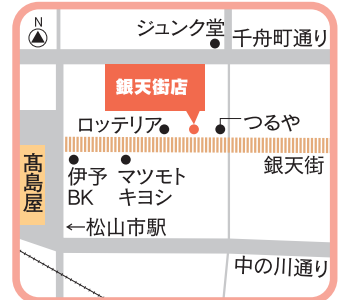 N
ジュンク堂
千舟町通り
銀天街店
ロッテリア
つるや
銀天街
髙島屋
伊予
BK
マツモト
キヨシ
←松山市駅
中の川通り